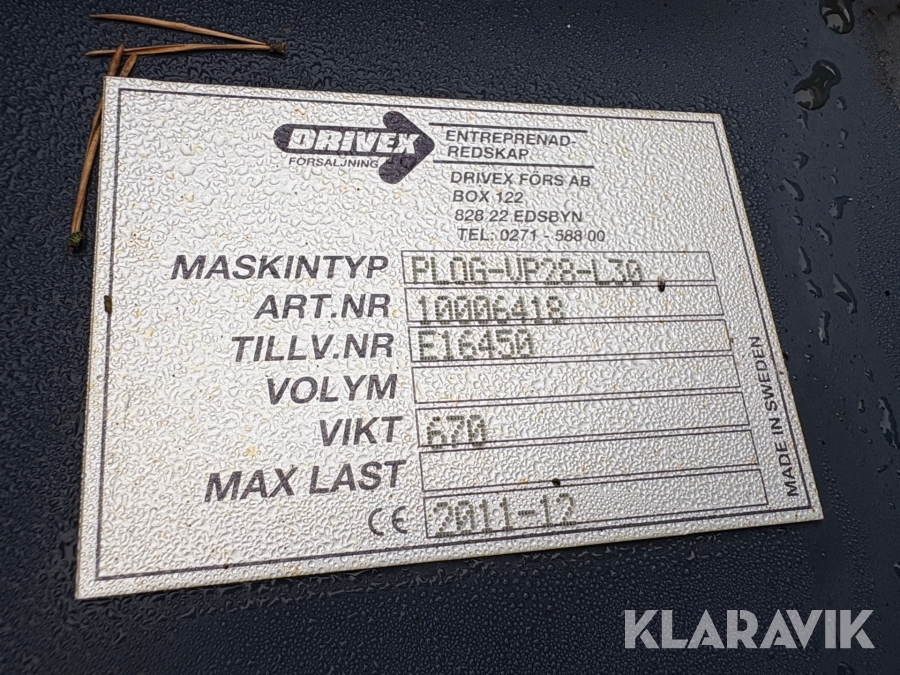 DRIVEX
FÖRSÄLJNING
ENTREPRENAD-
REDSKAP
DRIVEX FÖRS AB
BOX 122
828 22 EDSBYN
TEL: 0271 - 588 00
MASKINTYP PLOG-VP28-L30
ART.NR 10006418
TILLV.NR E16450
VOLYM
VIKT 670
MAX LAST
CE 2011-12
MADE IN SWEDEN
KLARAVIK